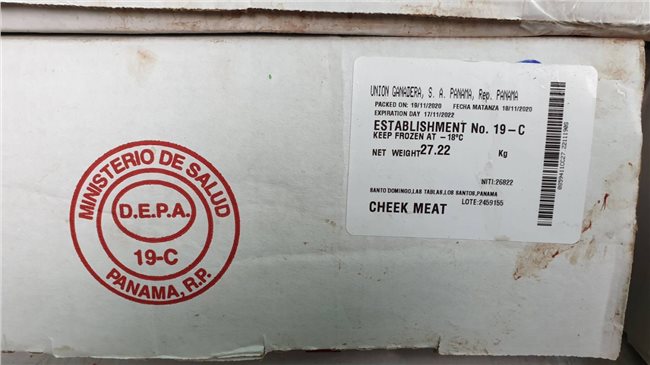 MINISTERIO DE SALUD
D.E.P.A.
19-C
PANAMA, R.P.
UNION GANADERA, S. A. PANAMA, Rep. PANAMA
PACKED ON: 19/11/2020 FECHA MATANZA 18/11/2020
EXPIRATION DAY 17/11/2022
ESTABLISHMENT No. 19-C
KEEP FROZEN AT -18°C
NET WEIGHT 27.22 Kg
NITI:26822
SANTO DOMINGO,LAS TABLAS,LOS SANTOS,PANAMA
LOTE:2459155
CHEEK MEAT